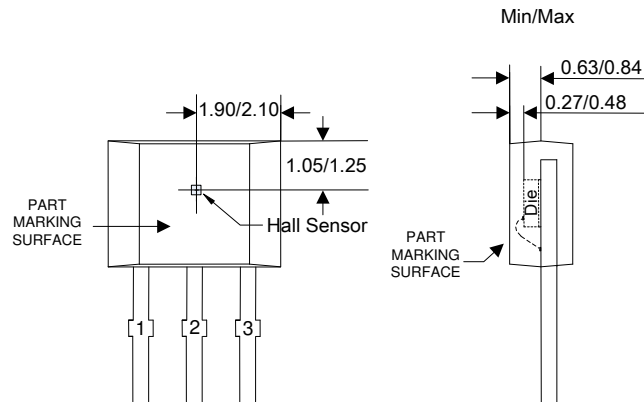 Min/Max
0.63/0.84
0.27/0.48
1.90/2.10
1.05/1.25
PART
MARKING
SURFACE
Hall Sensor
Die
PART
MARKING
SURFACE
1 2 3